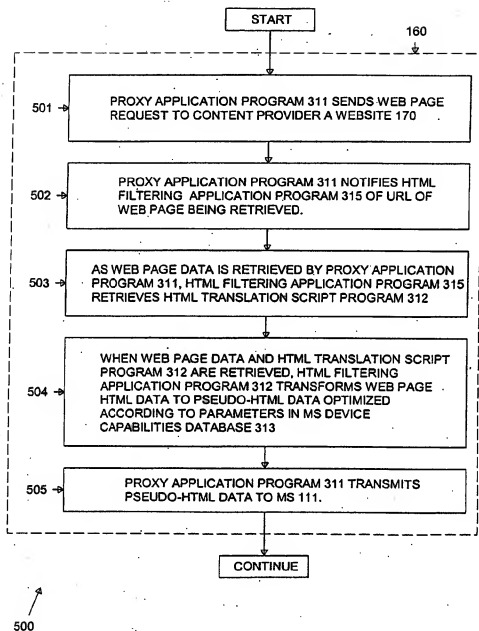 START
160
501
PROXY APPLICATION PROGRAM 311 SENDS WEB PAGE
REQUEST TO CONTENT PROVIDER A WEBSITE 170
502
PROXY APPLICATION PROGRAM 311 NOTIFIES HTML
FILTERING APPLICATION PROGRAM 315 OF URL OF
WEB PAGE BEING RETRIEVED.
503
AS WEB PAGE DATA IS RETRIEVED BY PROXY APPLICATION
PROGRAM 311, HTML FILTERING APPLICATION PROGRAM 315
RETRIEVES HTML TRANSLATION SCRIPT PROGRAM 312
504
WHEN WEB PAGE DATA AND HTML TRANSLATION SCRIPT
PROGRAM 312 ARE RETRIEVED, HTML FILTERING
APPLICATION PROGRAM 312 TRANSFORMS WEB PAGE
HTML DATA TO PSEUDO-HTML DATA OPTIMIZED
ACCORDING TO PARAMETERS IN MS DEVICE
CAPABILITIES DATABASE 313
505
PROXY APPLICATION PROGRAM 311 TRANSMITS
PSEUDO-HTML DATA TO MS 111.
CONTINUE
500